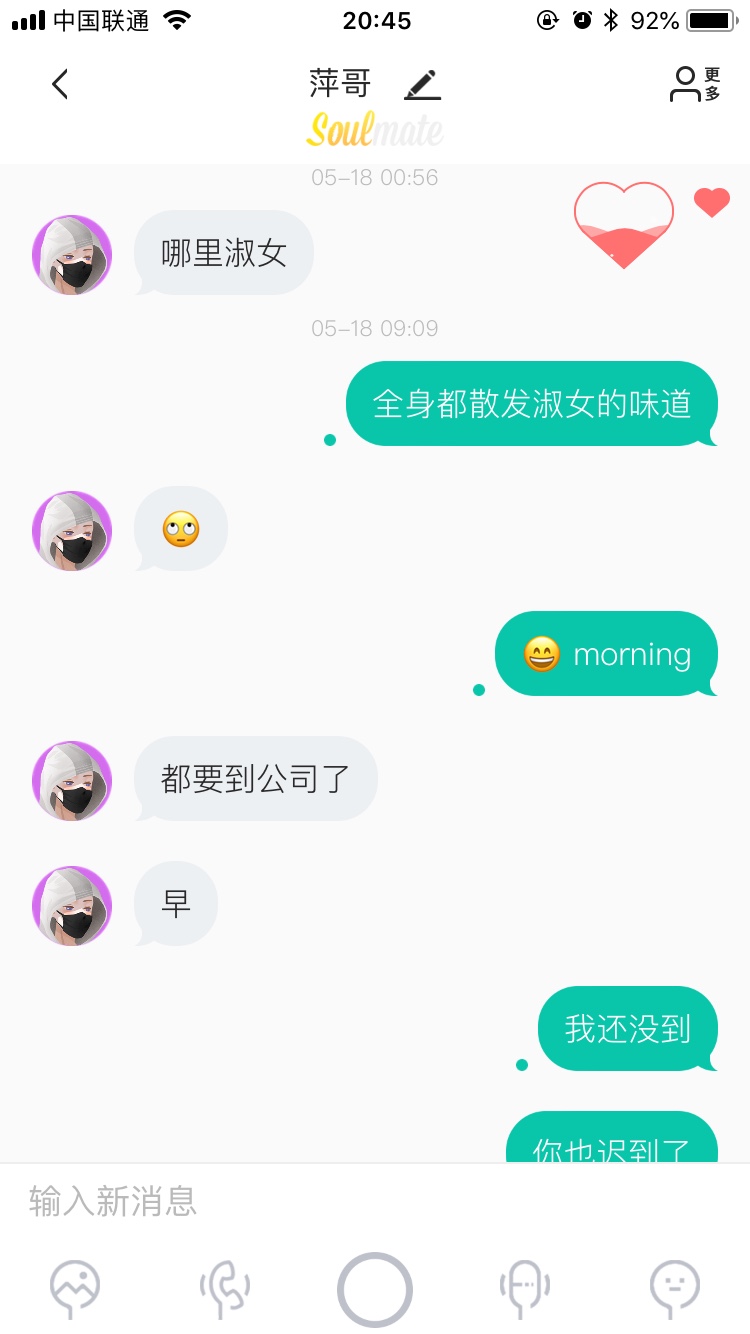 中国联通
20:45
92%
萍哥
更多
Soulmate
05-18 00:56
哪里淑女
05-18 09:09
全身都散发淑女的味道
🙄
😄 morning
都要到公司了
早
我还没到
你也迟到了
输入新消息